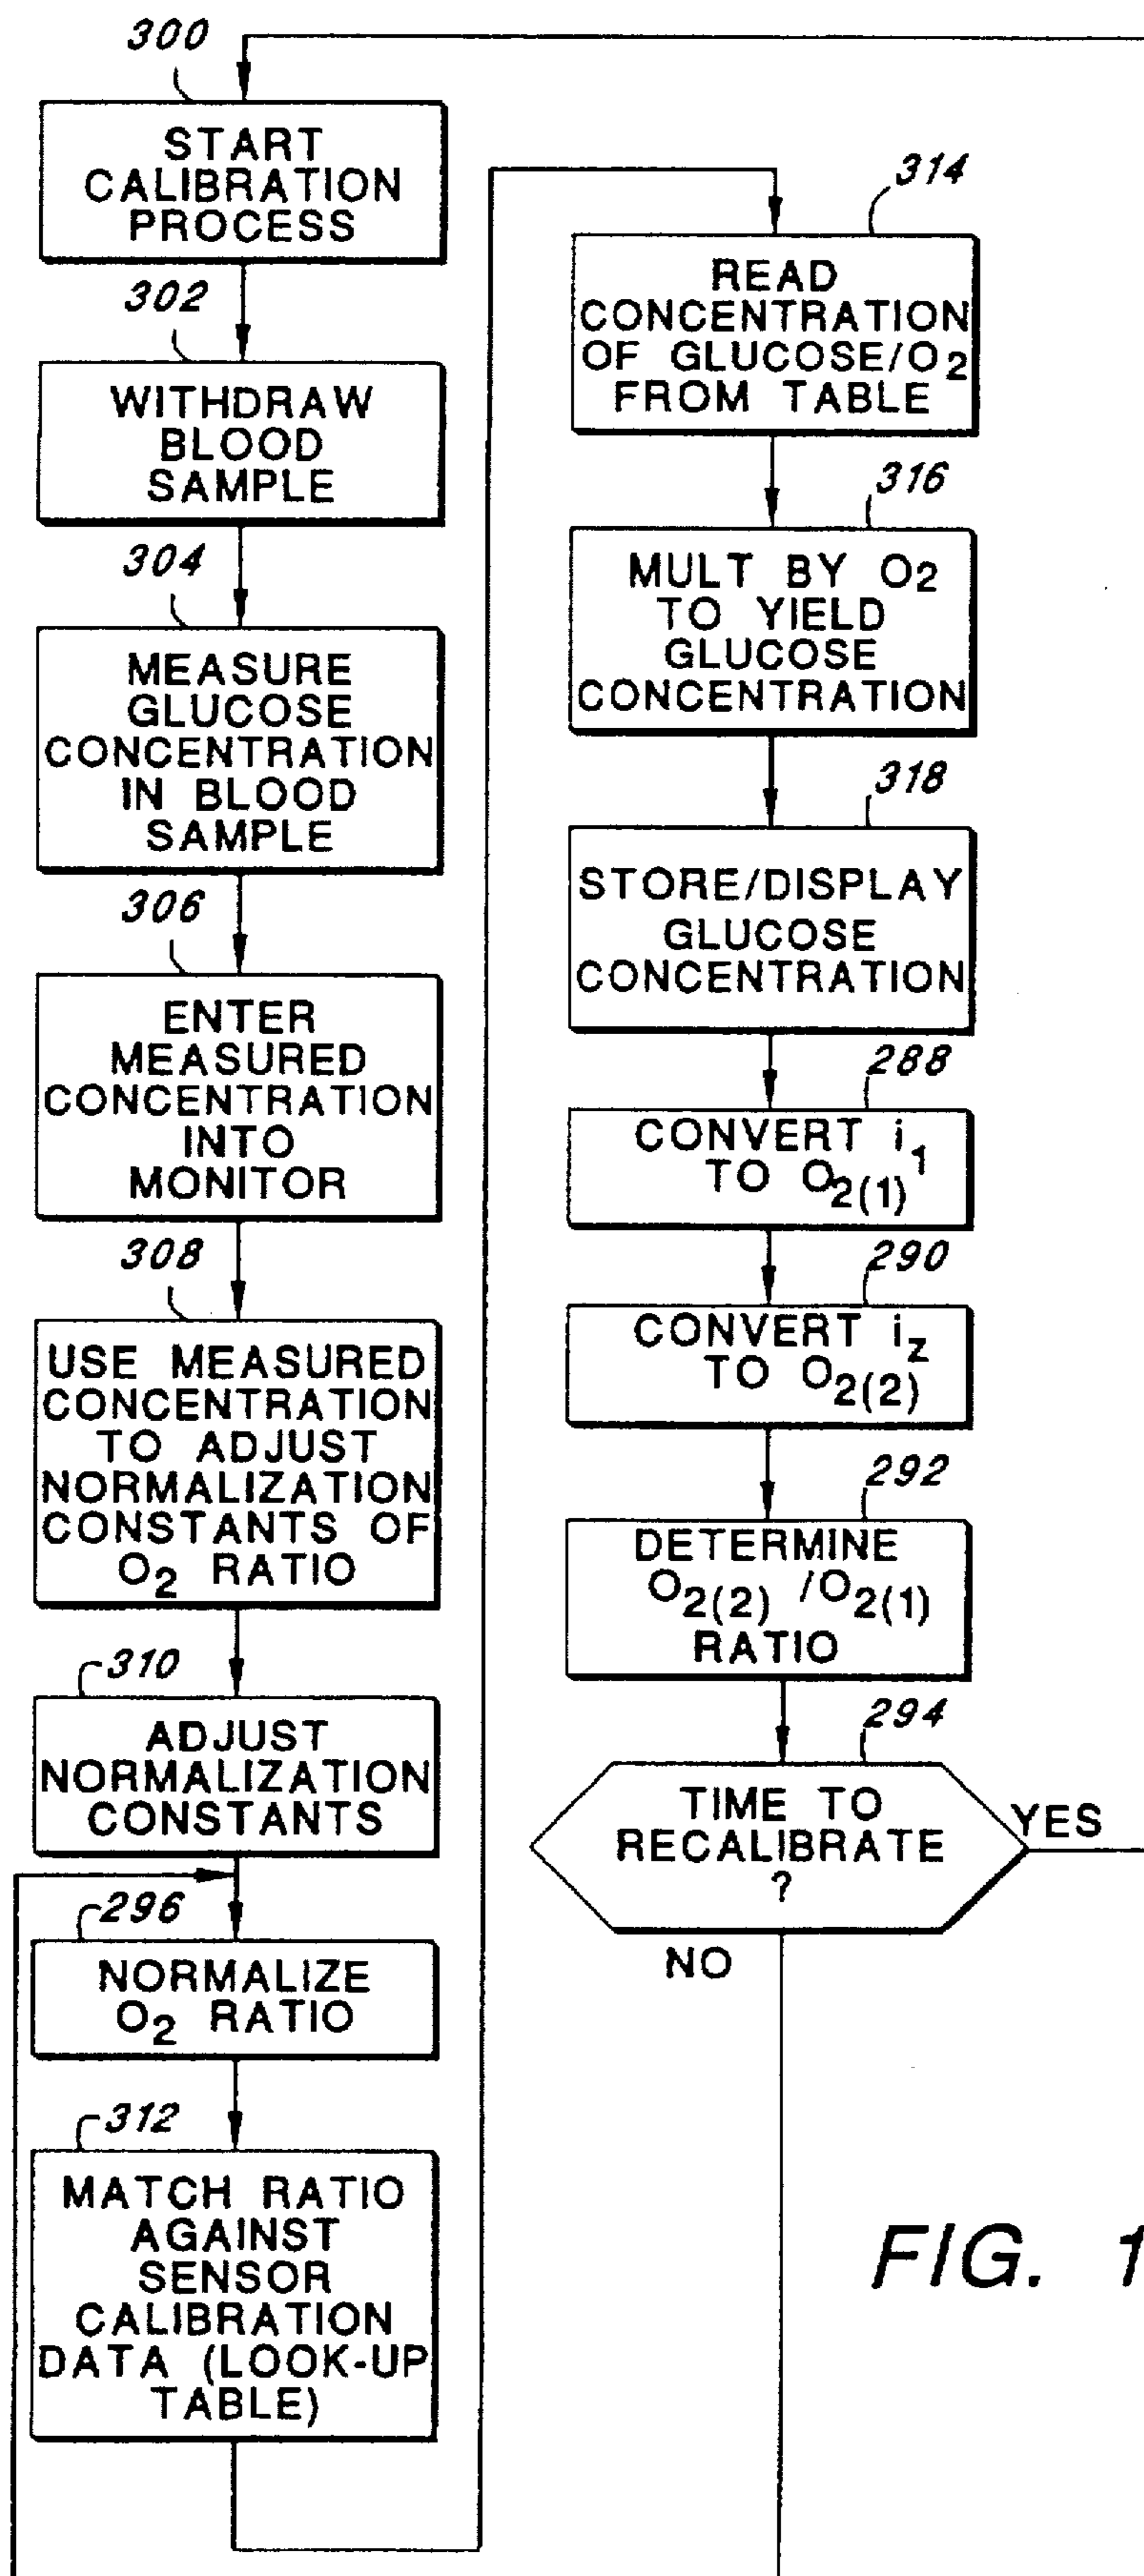 300
START
CALIBRATION
PROCESS
302
WITHDRAW
BLOOD
SAMPLE
304
MEASURE
GLUCOSE
CONCENTRATION
IN BLOOD
SAMPLE
306
ENTER
MEASURED
CONCENTRATION
INTO
MONITOR
308
USE MEASURED
CONCENTRATION
TO ADJUST
NORMALIZATION
CONSTANTS OF
O2 RATIO
310
ADJUST
NORMALIZATION
CONSTANTS
296
NORMALIZE
O2 RATIO
312
MATCH RATIO
AGAINST
SENSOR
CALIBRATION
DATA (LOOK-UP
TABLE)
314
READ
CONCENTRATION
OF GLUCOSE/O2
FROM TABLE
316
MULT BY O2
TO YIELD
GLUCOSE
CONCENTRATION
318
STORE/DISPLAY
GLUCOSE
CONCENTRATION
288
CONVERT i1
TO O2(1)
290
CONVERT iz
TO O2(2)
292
DETERMINE
O2(2) /O2(1)
RATIO
294
TIME TO
RECALIBRATE
?
YES
NO
FIG. 1